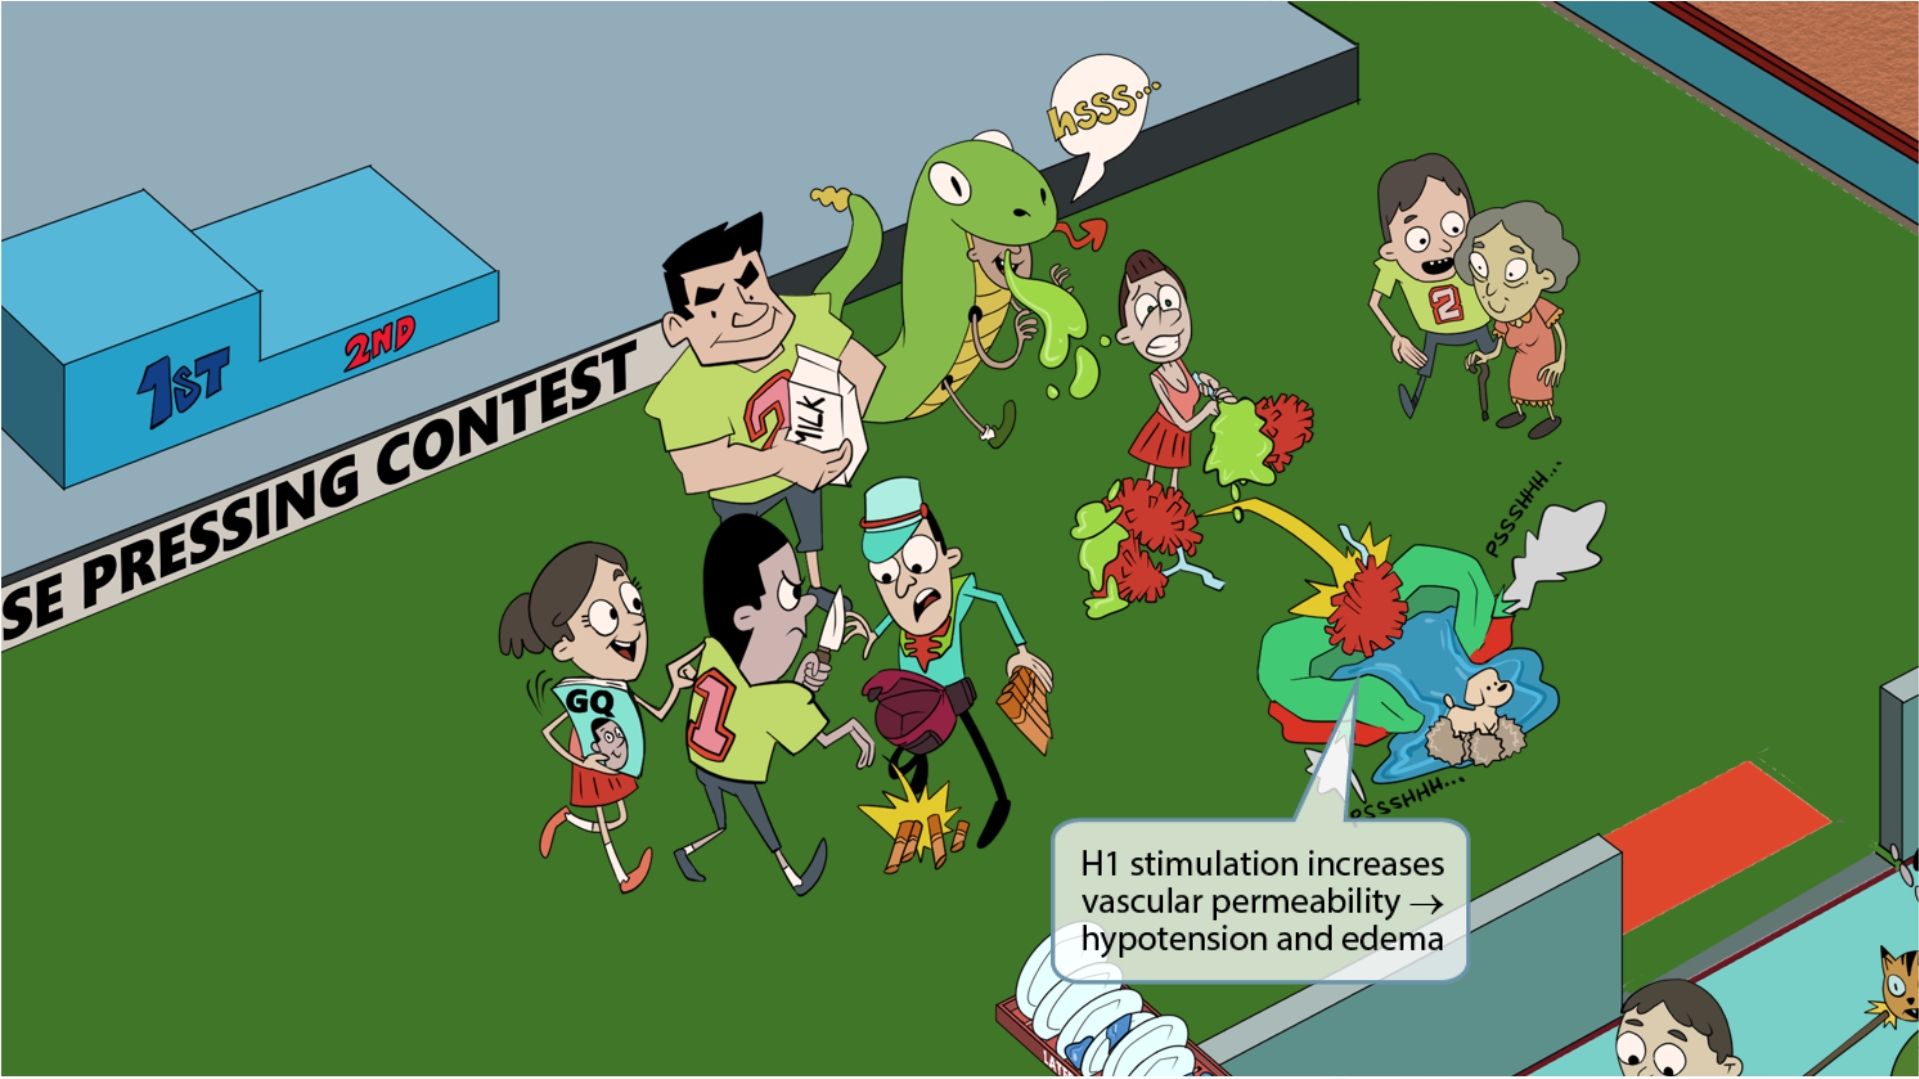 hsss...
1ST
2ND
SE PRESSING CONTEST
2
MILK
2
GQ
1
PSSSHHH...
PSSSHHH...
H1 stimulation increases
vascular permeability →
hypotension and edema
LATE